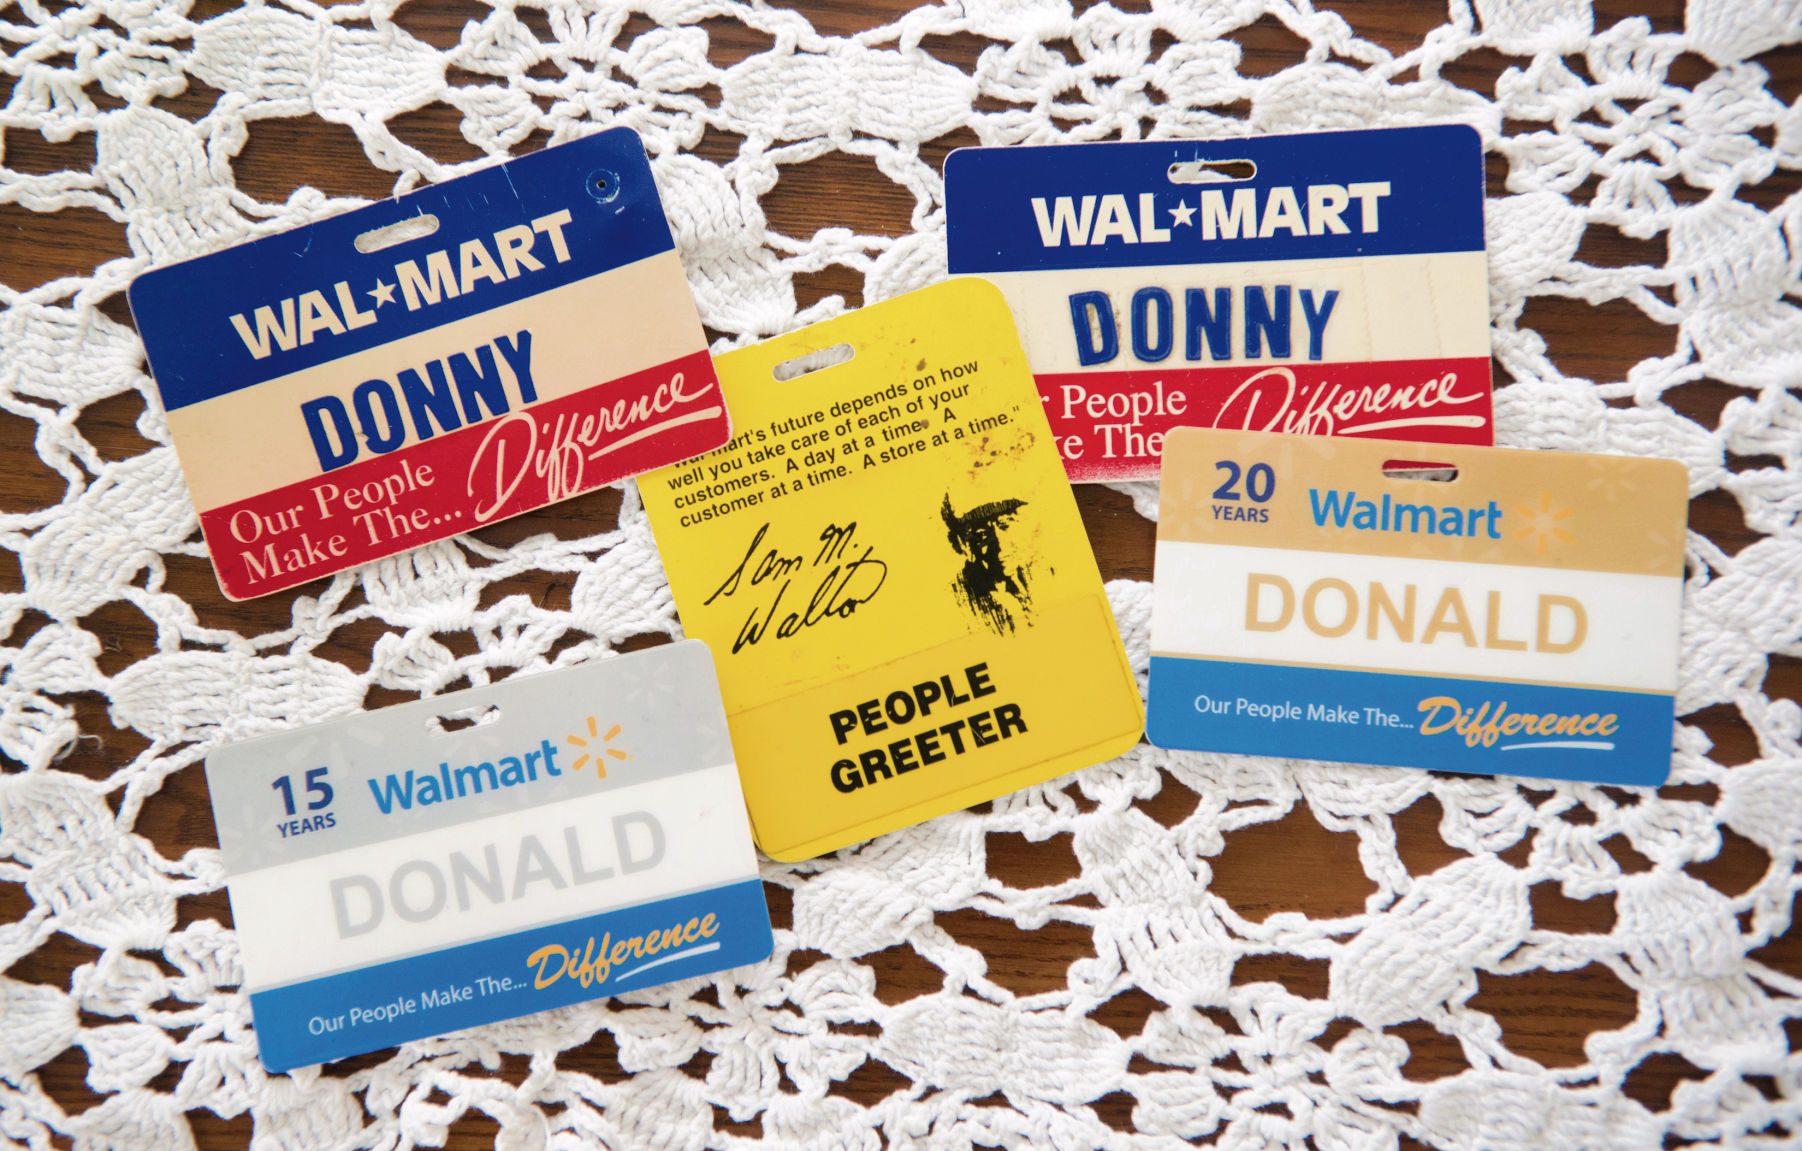 WAL★MART
DONNY
Our People
Make The... Difference
WAL★MART
DONNY
People Difference
The
mart's future depends on how
well you take care of each of your
customers. A day at a time. A
customer at a time. A store at a time."
Sam M.
Walton
PEOPLE
GREETER
20
YEARS
Walmart
DONALD
Our People Make The... Difference
15
YEARS
Walmart
DONALD
Our People Make The... Difference